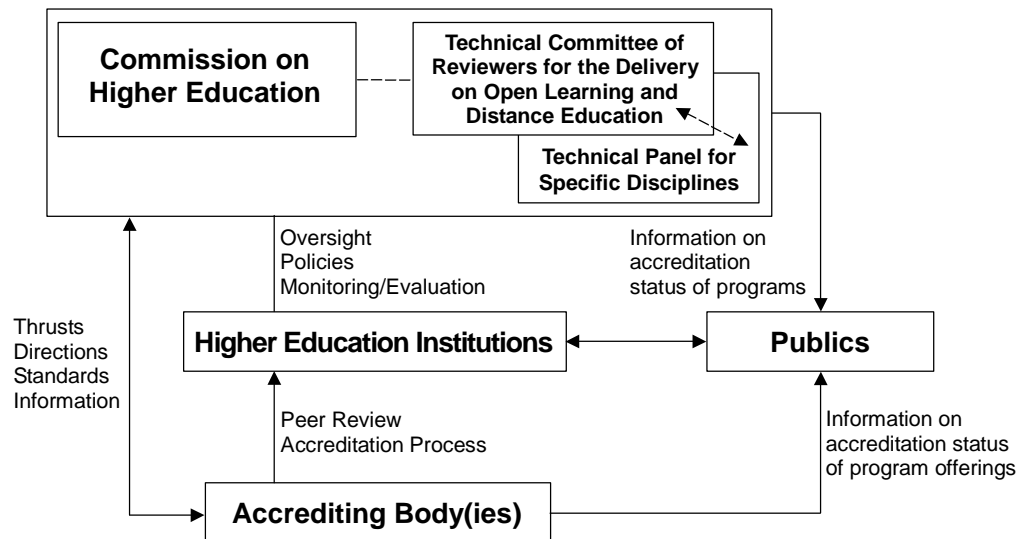 Commission on
Higher Education
Technical Committee of
Reviewers for the Delivery
on Open Learning and
Distance Education
Technical Panel for
Specific Disciplines
Oversight
Policies
Monitoring/Evaluation
Information on
accreditation
status of programs
Thrusts
Directions
Standards
Information
Higher Education Institutions
Publics
Peer Review
Accreditation Process
Information on
accreditation status
of program offerings
Accrediting Body(ies)